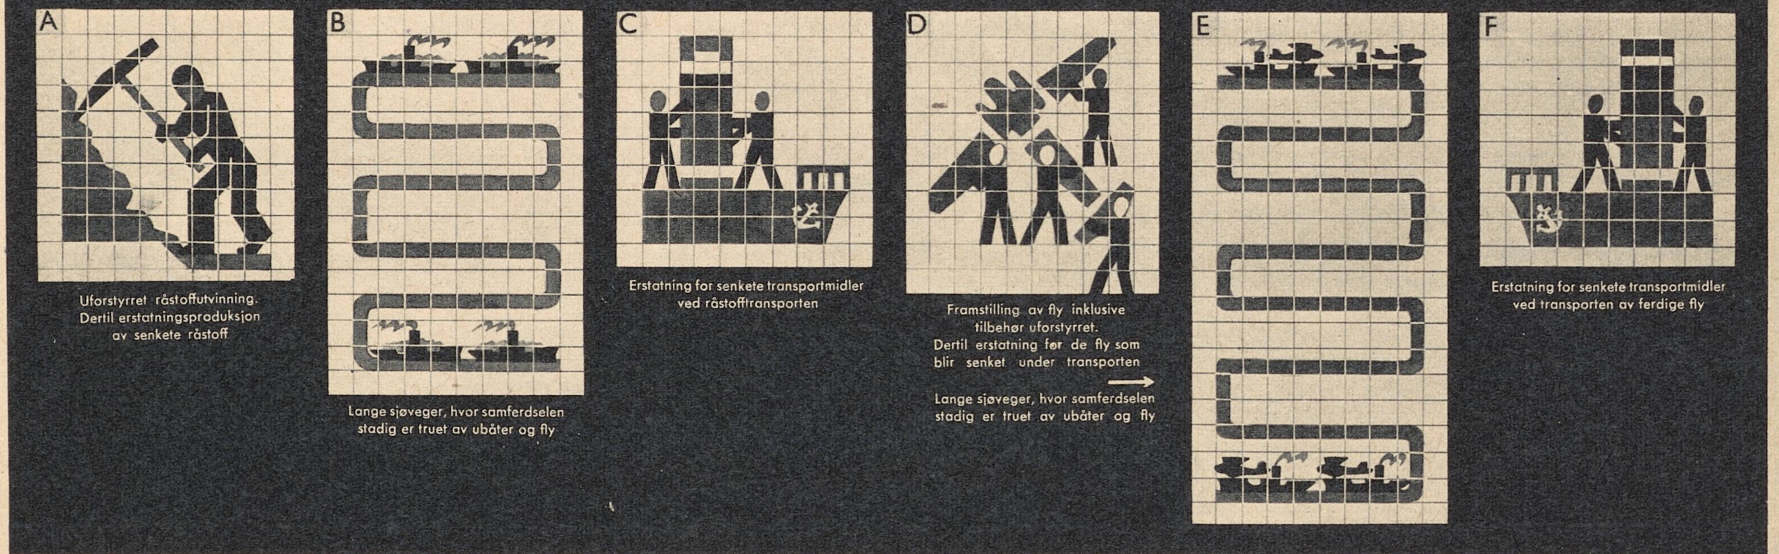 A
Uforstyrret råstoffutvinning.
Dertil erstatningsproduksjon
av senkete råstoff
B
Lange sjøveger, hvor samferdselen
stadig er truet av ubåter og fly
C
Erstatning for senkete transportmidler
ved råstofftransporten
D
Framstilling av fly inklusive
tilbehør uforstyrret.
Dertil erstatning for de fly som
blir senket under transporten
Lange sjøveger, hvor samferdselen
stadig er truet av ubåter og fly
E
F
Erstatning for senkete transportmidler
ved transporten av ferdige fly